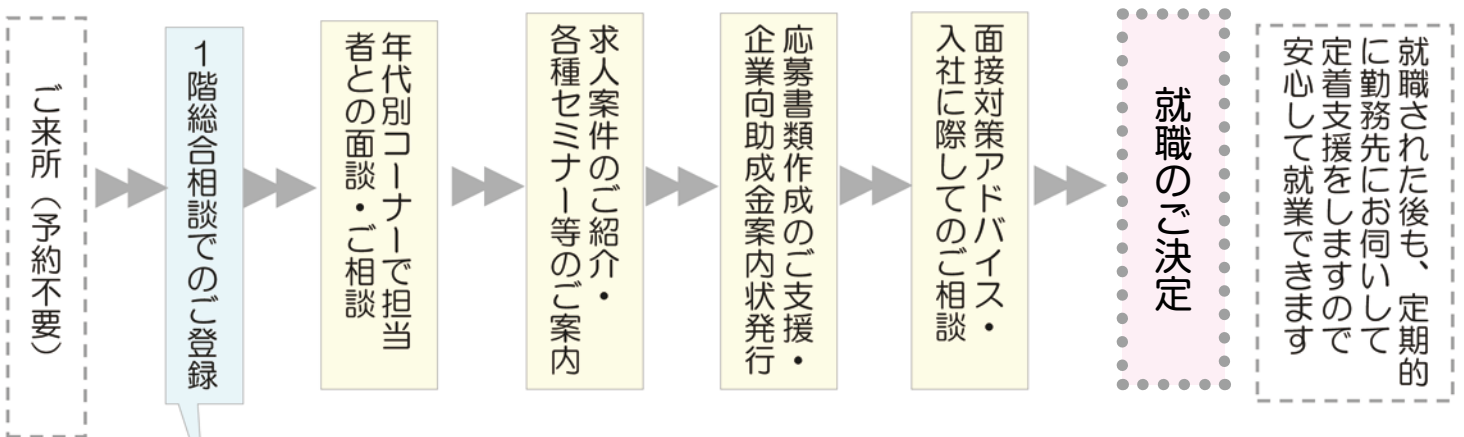 ご来所（予約不要）
１階総合相談でのご登録
年代別コーナーで担当
者との面談・ご相談
求人案件のご紹介・
各種セミナー等のご案内
応募書類作成のご支援・
企業向助成金案内状発行
面接対策アドバイス・
入社に際してのご相談
就職のご決定
就職された後も、定期的
に勤務先にお伺いして
定着支援をしますので
安心して就業できます